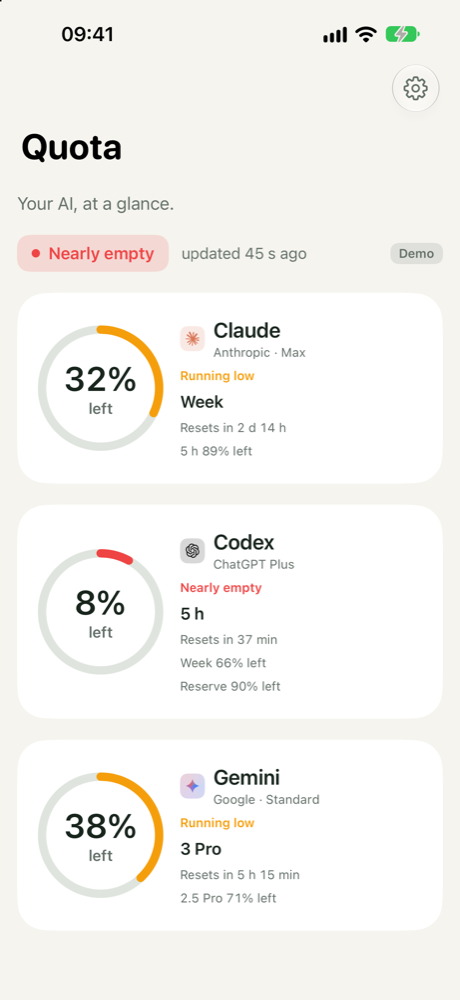 09:41
Quota
Your AI, at a glance.
Nearly empty updated 45 s ago Demo
32%
left
Claude
Anthropic · Max
Running low
Week
Resets in 2 d 14 h
5 h 89% left
8%
left
Codex
ChatGPT Plus
Nearly empty
5 h
Resets in 37 min
Week 66% left
Reserve 90% left
38%
left
Gemini
Google · Standard
Running low
3 Pro
Resets in 5 h 15 min
2.5 Pro 71% left